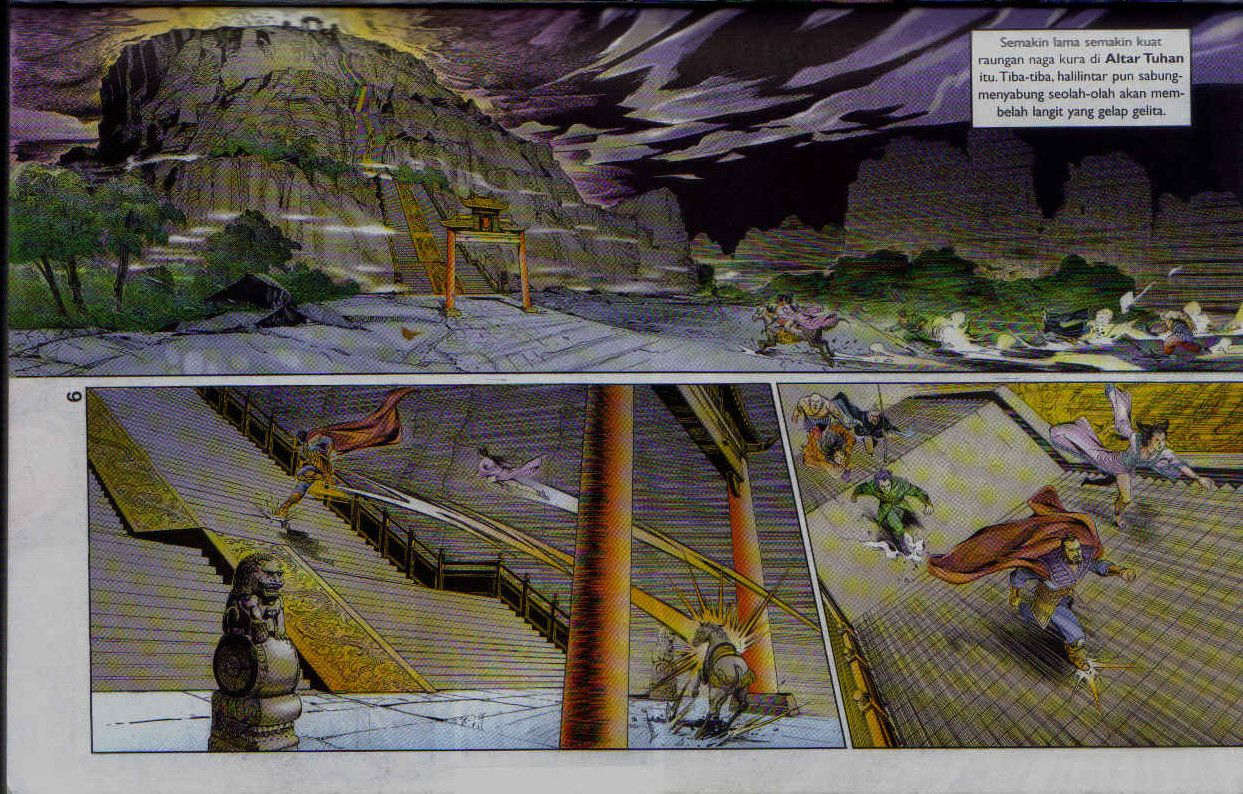 Semakin lama semakin kuat
raungan naga kura di Altar Tuhan
itu. Tiba-tiba, halilintar pun sabung-
menyabung seolah-olah akan mem-
belah langit yang gelap gelita.
6